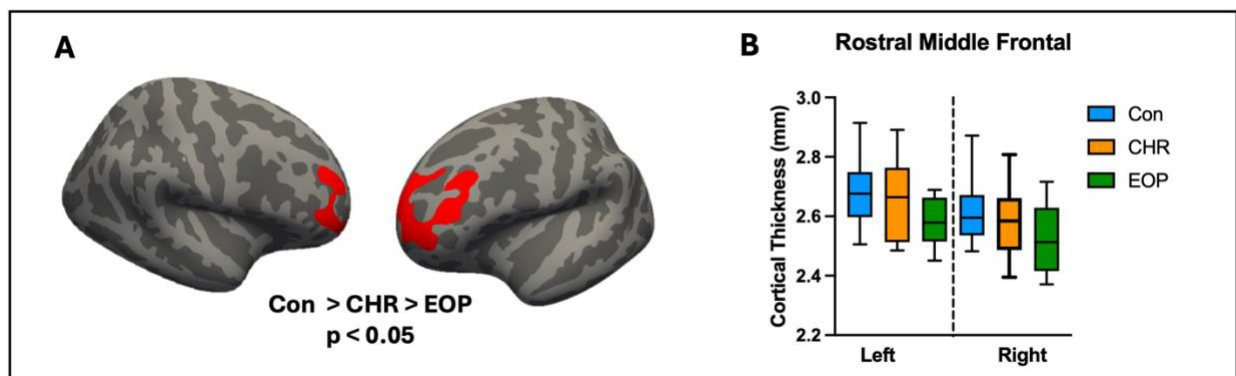 A
Con > CHR > EOP
p < 0.05
B
Rostral Middle Frontal
Cortical Thickness (mm)
3.0
2.8
2.6
2.4
2.2
Left
Right
Con
CHR
EOP